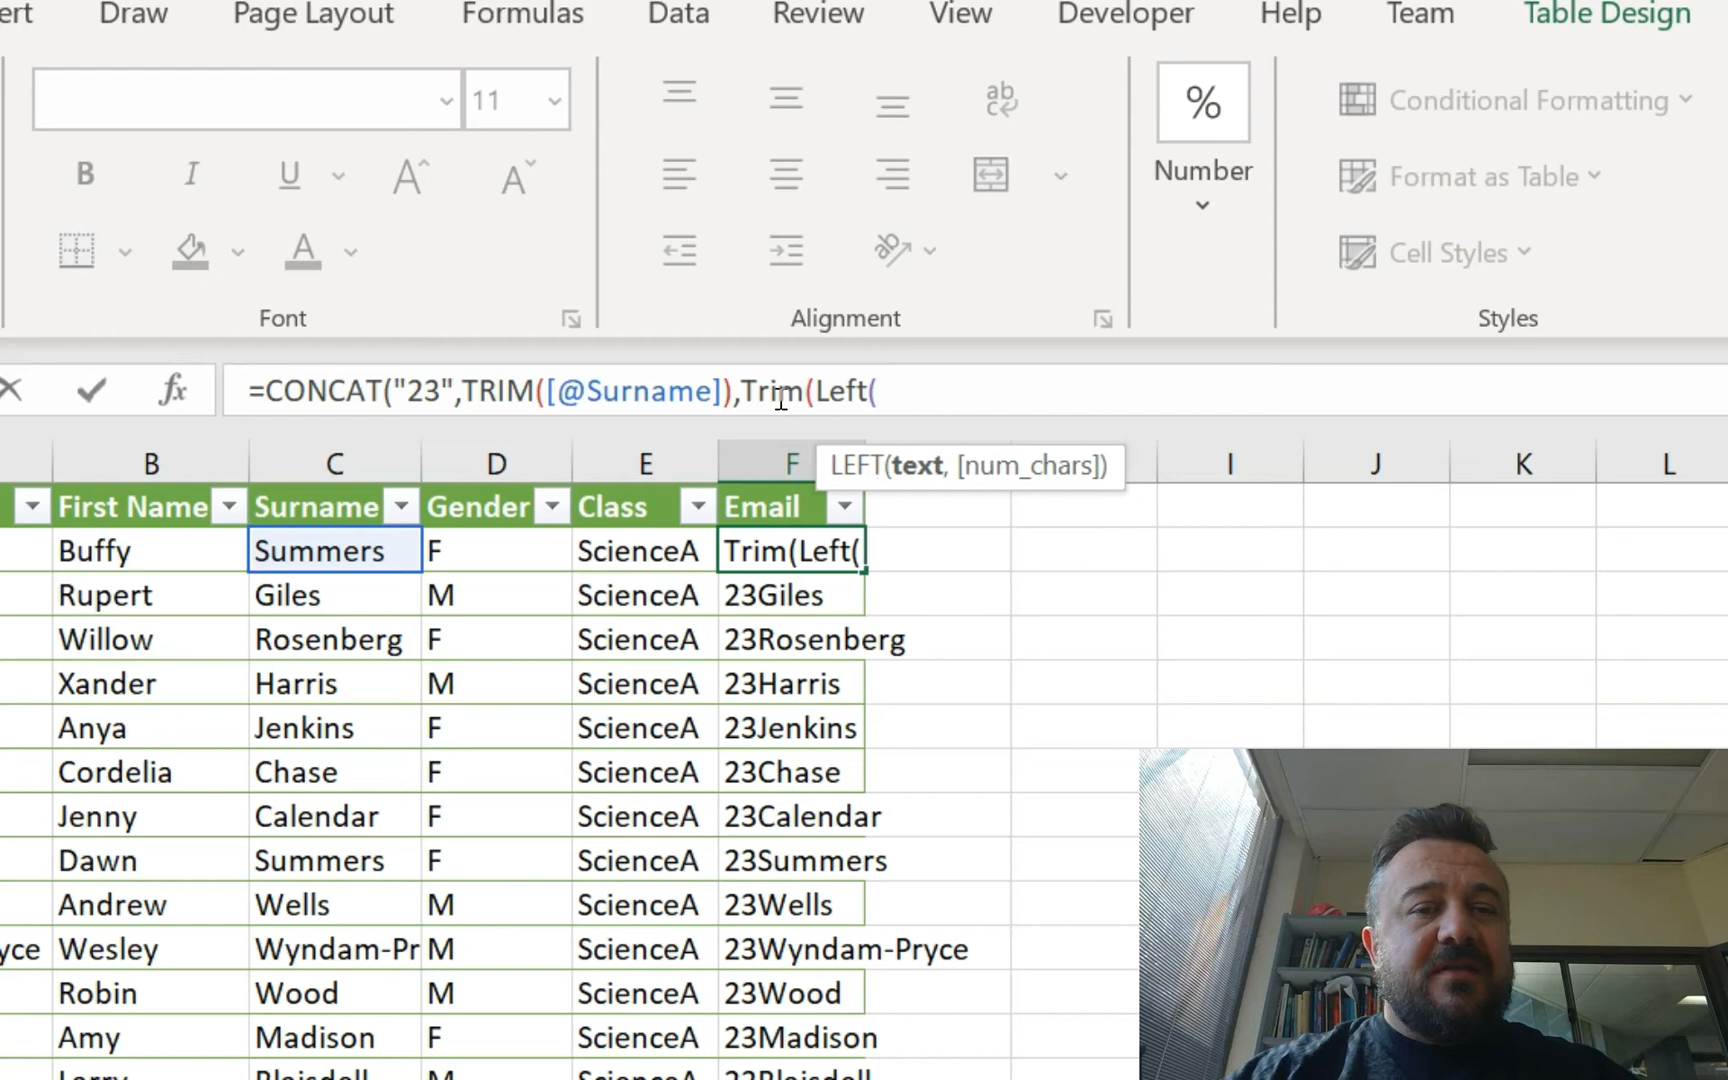 ert Draw Page Layout Formulas Data Review View Developer Help Team Table Design
11 ab c % Conditional Formatting
B I U A A Number Format as Table
A ab Cell Styles
Font Alignment Styles
fx =CONCAT("23",TRIM([@Surname]),Trim(Left(
B C D E F I J K L
LEFT(text, [num_chars])
First Name Surname Gender Class Email
Buffy Summers F ScienceA Trim(Left(
Rupert Giles M ScienceA 23Giles
Willow Rosenberg F ScienceA 23Rosenberg
Xander Harris M ScienceA 23Harris
Anya Jenkins F ScienceA 23Jenkins
Cordelia Chase F ScienceA 23Chase
Jenny Calendar F ScienceA 23Calendar
Dawn Summers F ScienceA 23Summers
Andrew Wells M ScienceA 23Wells
yce Wesley Wyndam-Pr M ScienceA 23Wyndam-Pryce
Robin Wood M ScienceA 23Wood
Amy Madison F ScienceA 23Madison